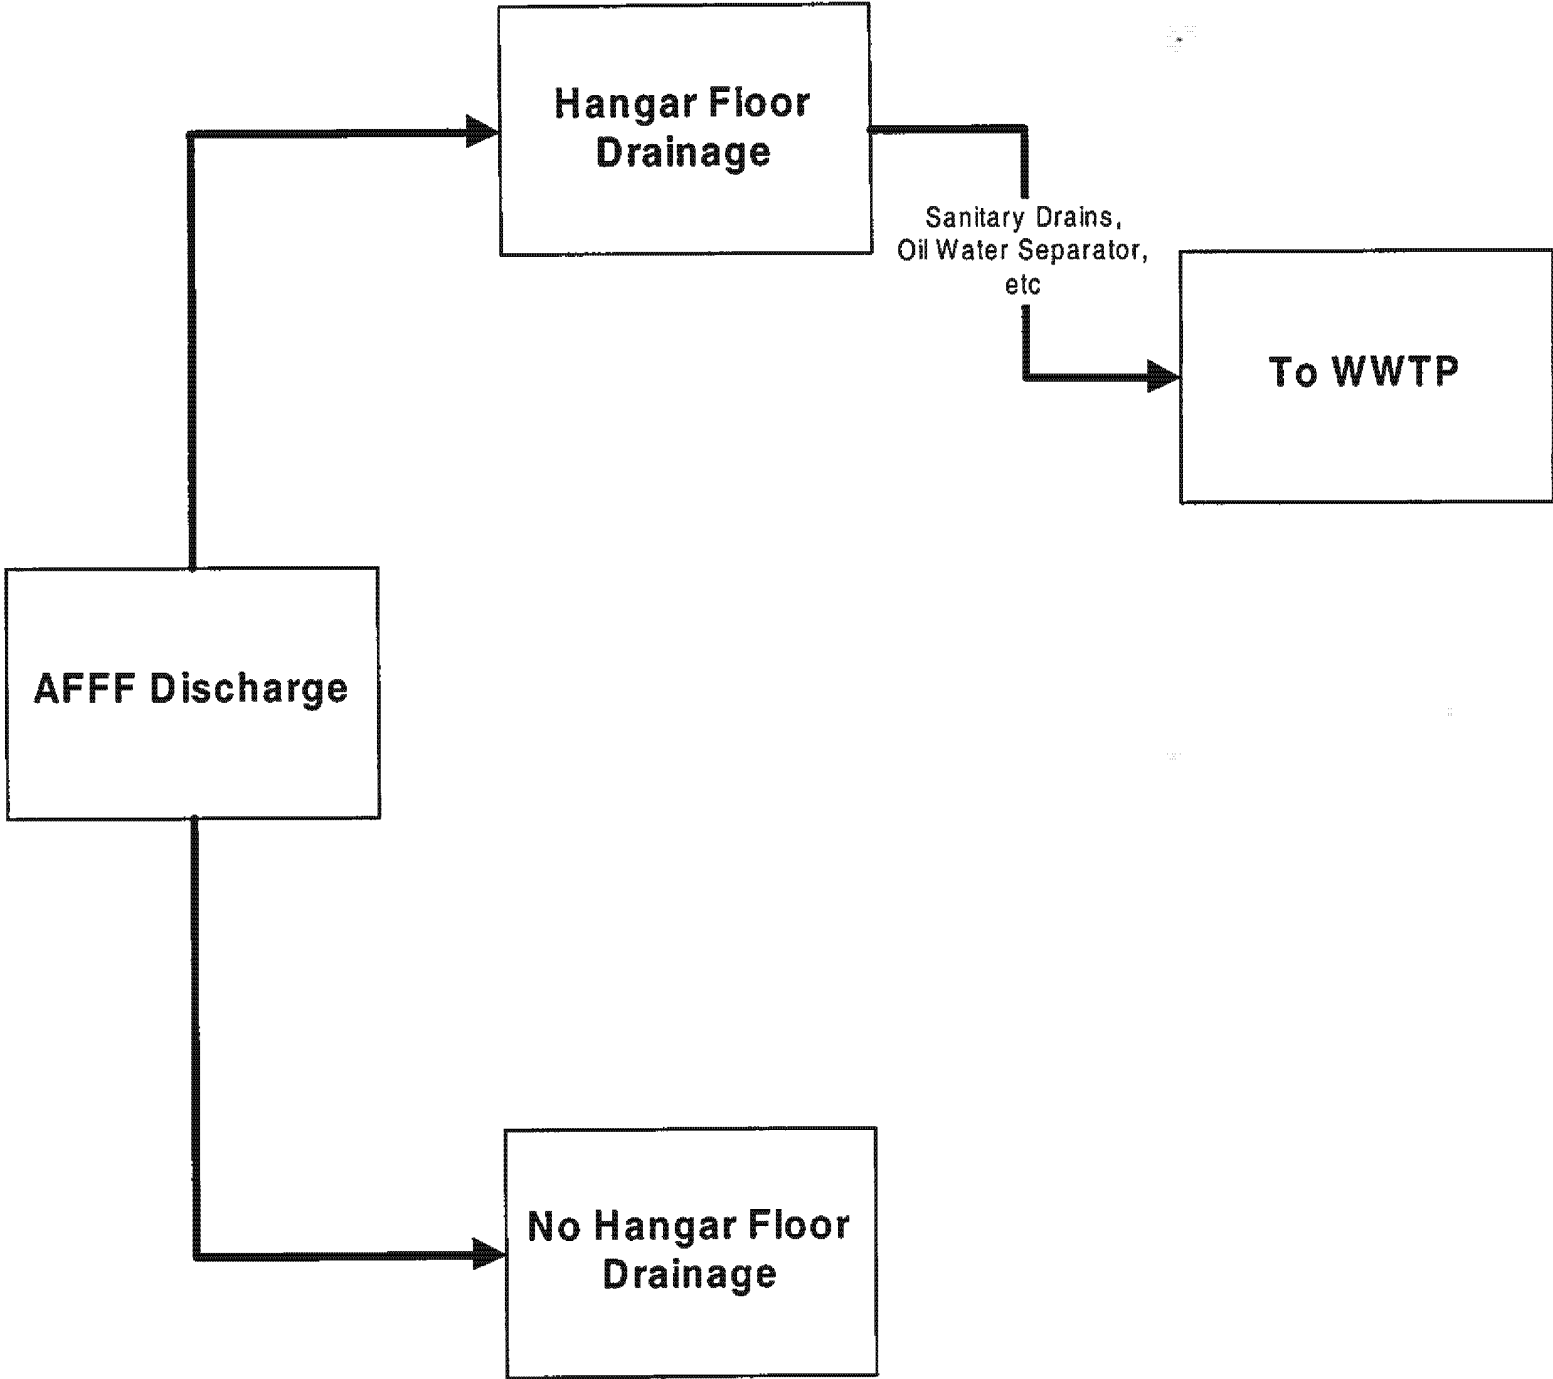 Hangar Floor
Drainage
Sanitary Drains,
Oil Water Separator,
etc
To WWTP
AFFF Discharge
No Hangar Floor
Drainage